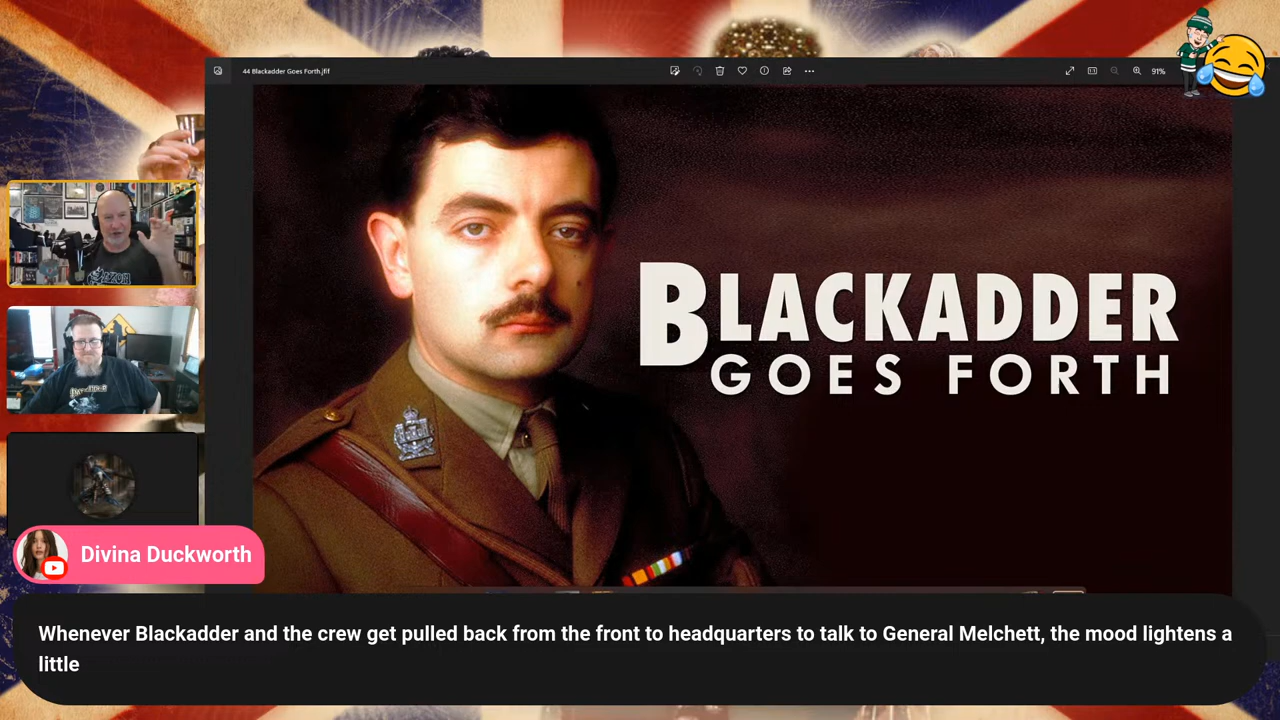 44 Blackadder Goes Forth.jfif
91%
BLACKADDER
GOES FORTH
SAXON
Divina Duckworth
Whenever Blackadder and the crew get pulled back from the front to headquarters to talk to General Melchett, the mood lightens a
little